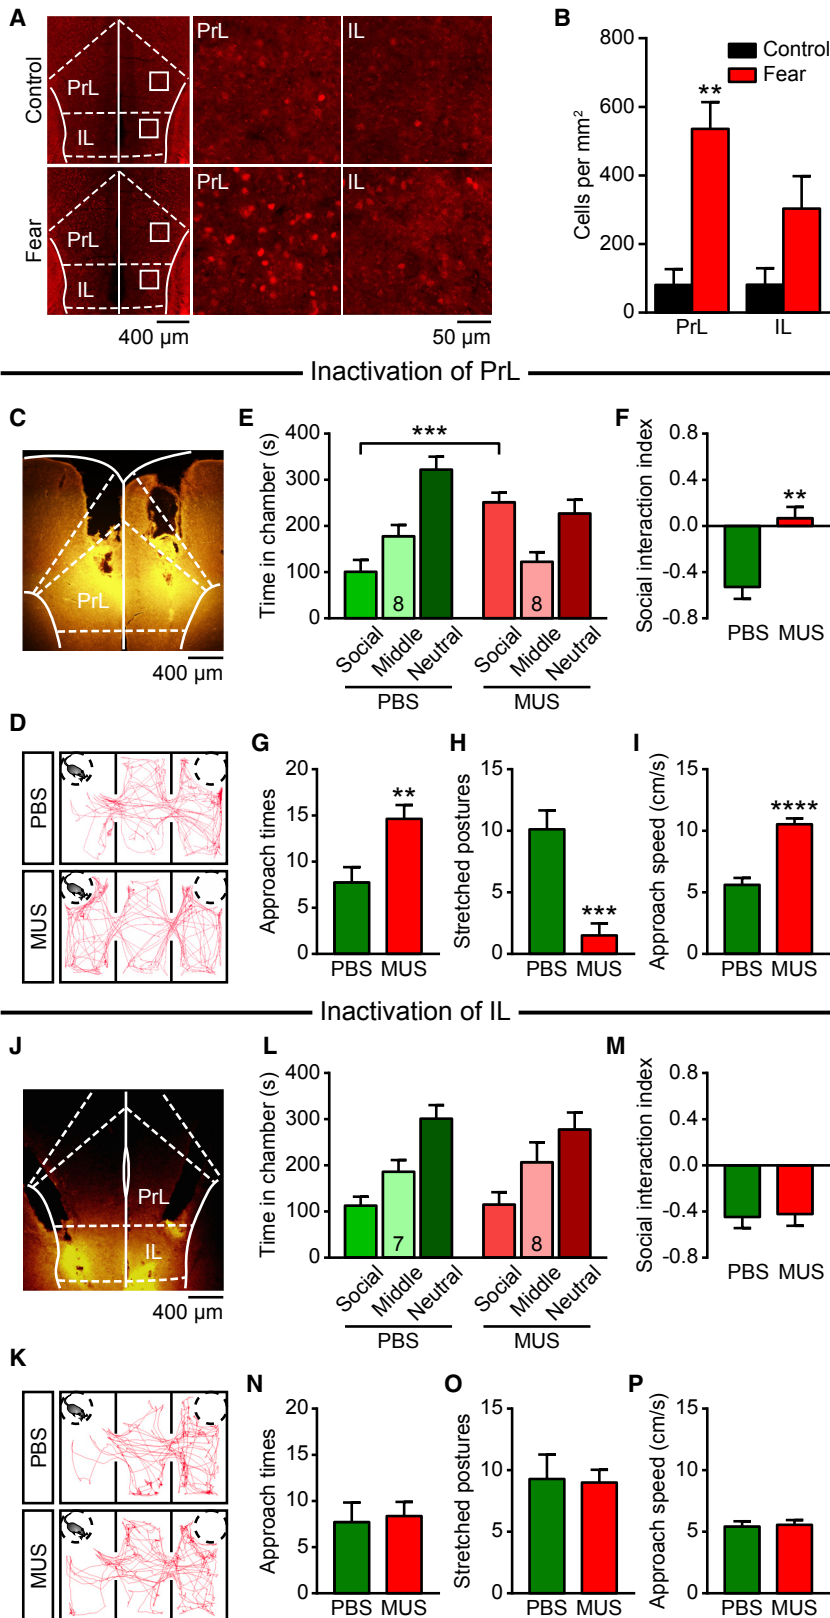 A
Control
PrL
IL
PrL
IL
Fear
PrL
IL
PrL
IL
400 µm
50 µm
B
Cells per mm²
800
600
400
200
0
Control
Fear
**
PrL
IL
Inactivation of PrL
C
PrL
400 µm
E
Time in chamber (s)
400
300
200
100
0
***
8
8
Social
Middle
Neutral
Social
Middle
Neutral
PBS
MUS
F
Social interaction index
0.8
0.4
0.0
-0.4
-0.8
**
PBS
MUS
D
PBS
MUS
G
Approach times
20
15
10
5
0
**
PBS
MUS
H
Stretched postures
15
10
5
0
***
PBS
MUS
I
Approach speed (cm/s)
15
10
5
0
****
PBS
MUS
Inactivation of IL
J
PrL
IL
400 µm
L
Time in chamber (s)
400
300
200
100
0
7
8
Social
Middle
Neutral
Social
Middle
Neutral
PBS
MUS
M
Social interaction index
0.8
0.4
0.0
-0.4
-0.8
PBS
MUS
K
PBS
MUS
N
Approach times
20
15
10
5
0
PBS
MUS
O
Stretched postures
15
10
5
0
PBS
MUS
P
Approach speed (cm/s)
15
10
5
0
PBS
MUS